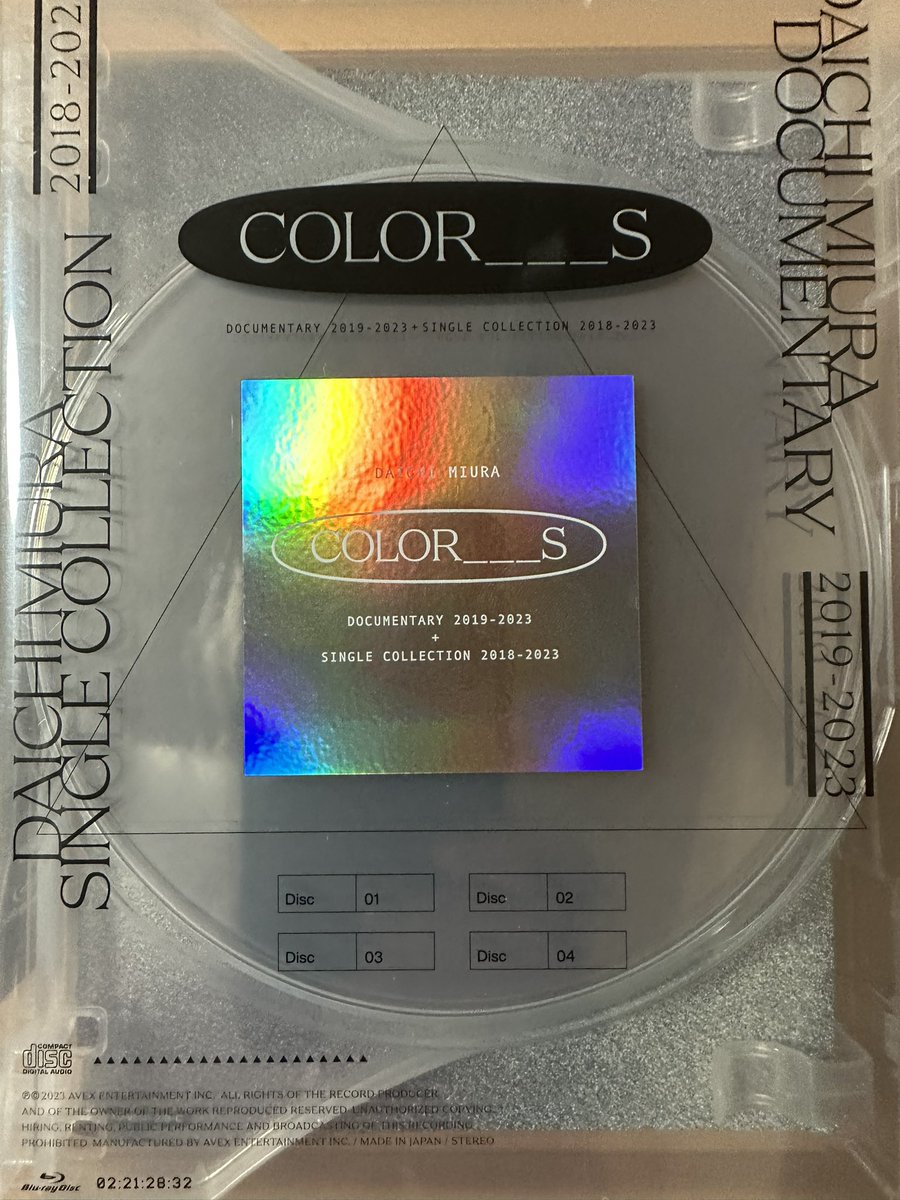 2018-202
DAICHI MIURA
SINGLE COLLECTION
DAICHI MIURA
DOCUMENTARY
2019-2023
COLOR___S
DOCUMENTARY 2019-2023+SINGLE COLLECTION 2018-2023
DAICHI MIURA
COLOR___S
DOCUMENTARY 2019-2023
+
SINGLE COLLECTION 2018-2023
Disc 01
Disc 02
Disc 03
Disc 04
COMPACT
disc
DIGITAL AUDIO
▲▲▲▲▲▲▲▲▲▲▲▲▲▲▲▲▲▲▲▲▲
℗©2023 AVEX ENTERTAINMENT INC. ALL RIGHTS OF THE RECORD PRODUCER
AND OF THE OWNER OF THE WORK REPRODUCED RESERVED. UNAUTHORIZED COPYING,
HIRING, RENTING, PUBLIC PERFORMANCE AND BROADCASTING OF THIS RECORDING
PROHIBITED. MANUFACTURED BY AVEX ENTERTAINMENT INC. / MADE IN JAPAN / STEREO
Blu-ray Disc 02:21:28:32